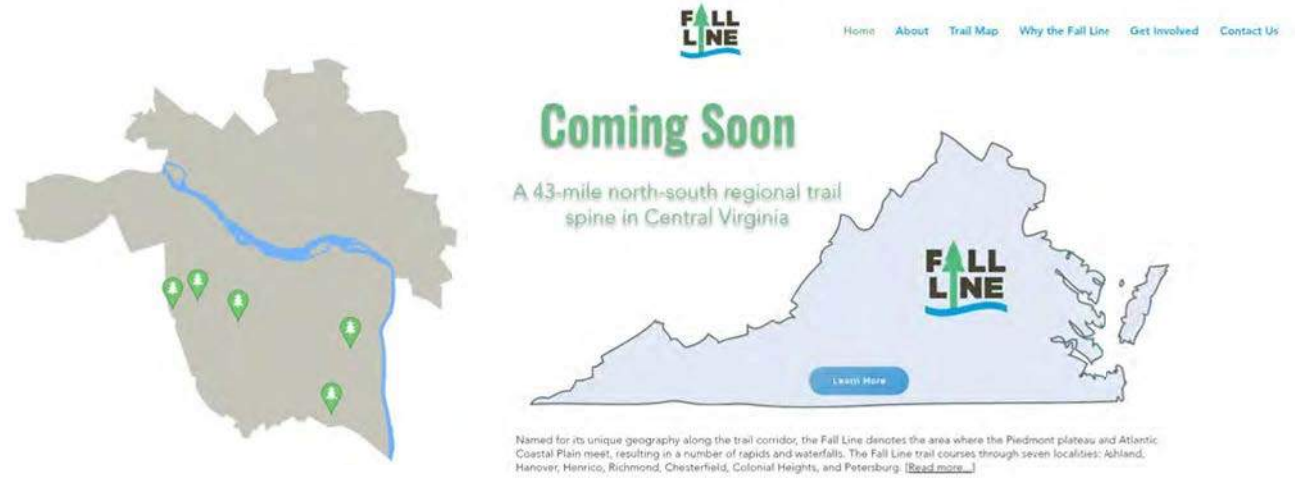 FALL
LINE
Home About Trail Map Why the Fall Line Get Involved Contact Us
Coming Soon
A 43-mile north-south regional trail
spine in Central Virginia
FALL
LINE
Learn More
Named for its unique geography along the trail corridor, the Fall Line denotes the area where the Piedmont plateau and Atlantic
Coastal Plain meet, resulting in a number of rapids and waterfalls. The Fall Line trail courses through seven localities: Ashland,
Hanover, Henrico, Richmond, Chesterfield, Colonial Heights, and Petersburg. [Read more...]